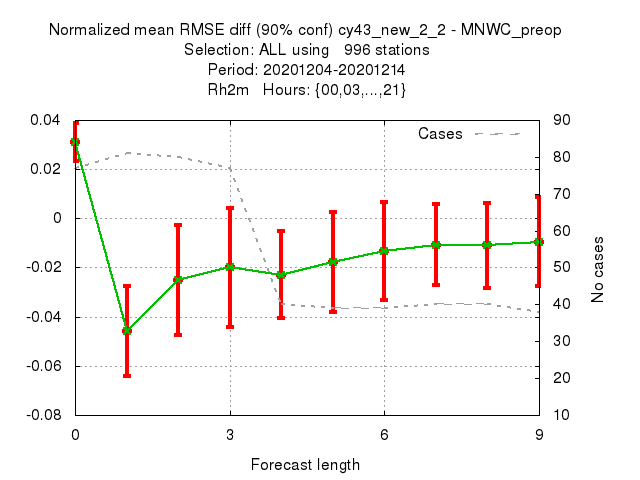 Normalized mean RMSE diff (90% conf) cy43_new_2_2 - MNWC_preop
Selection: ALL using   996 stations
Period: 20201204-20201214
Rh2m   Hours: {00,03,...,21}
Cases
0.04
0.02
0
-0.02
-0.04
-0.06
-0.08
90
80
70
60
50
40
30
20
10
No cases
0 3 6 9
Forecast length